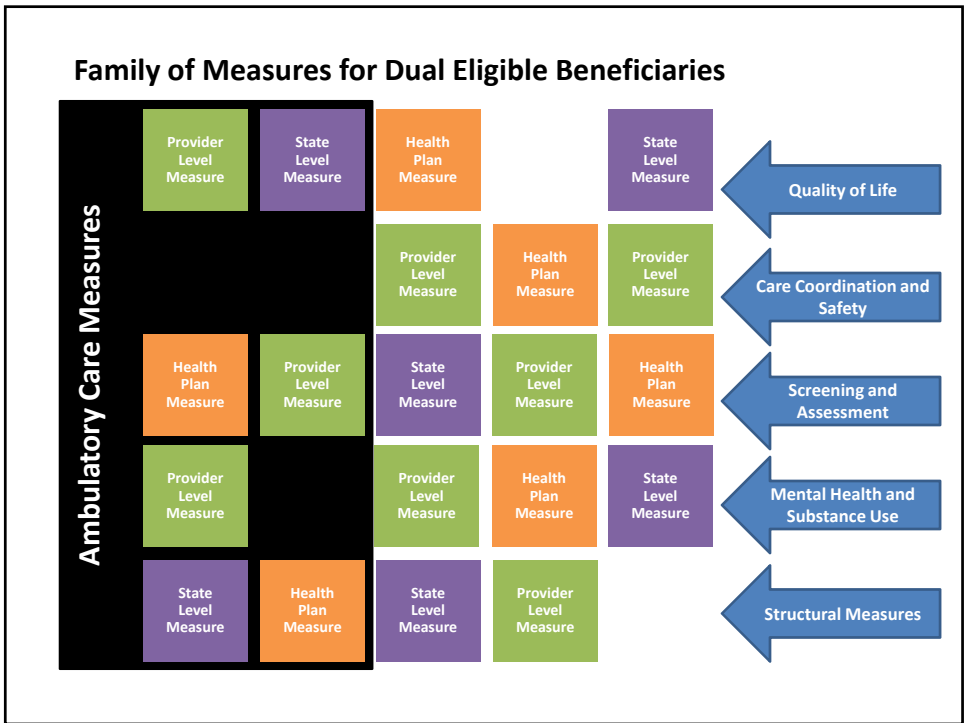 Family of Measures for Dual Eligible Beneficiaries
Ambulatory Care Measures
Provider
Level
Measure
State
Level
Measure
Health
Plan
Measure
State
Level
Measure
Quality of Life
Provider
Level
Measure
Health
Plan
Measure
Provider
Level
Measure
Care Coordination and
Safety
Health
Plan
Measure
Provider
Level
Measure
State
Level
Measure
Provider
Level
Measure
Health
Plan
Measure
Screening and
Assessment
Provider
Level
Measure
Provider
Level
Measure
Health
Plan
Measure
State
Level
Measure
Mental Health and
Substance Use
State
Level
Measure
Health
Plan
Measure
State
Level
Measure
Provider
Level
Measure
Structural Measures